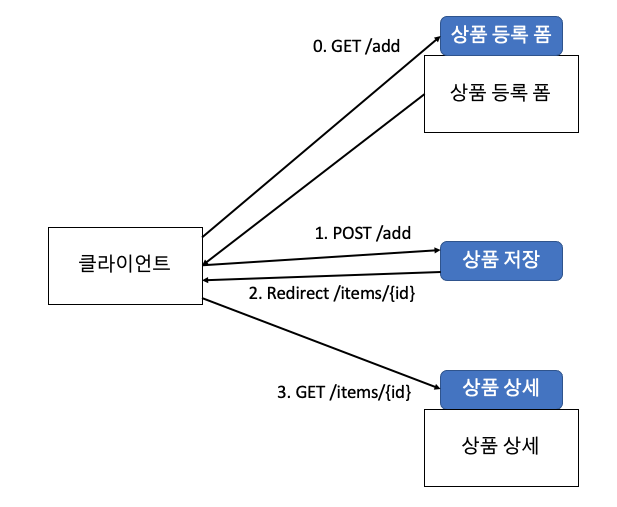 상품 등록 폼
0. GET /add
상품 등록 폼
1. POST /add
클라이언트
상품 저장
2. Redirect /items/{id}
상품 상세
3. GET /items/{id}
상품 상세